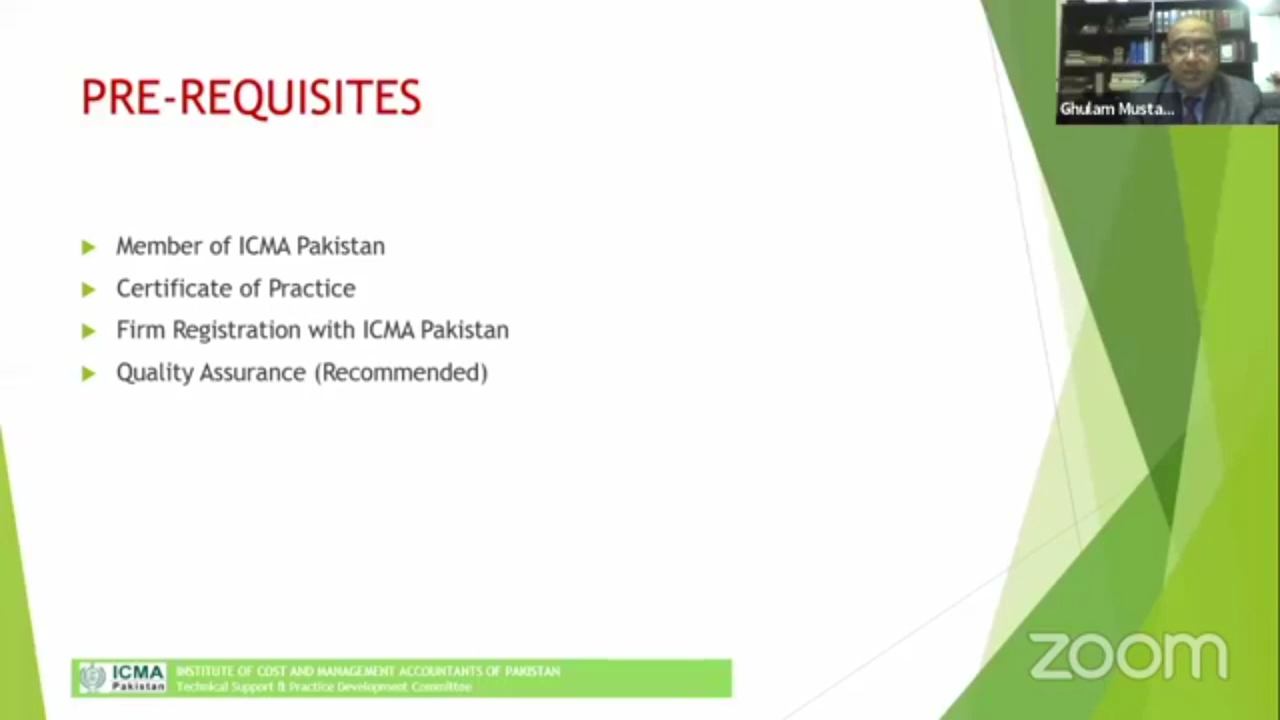 PRE-REQUISITES
Ghulam Musta...
Member of ICMA Pakistan
Certificate of Practice
Firm Registration with ICMA Pakistan
Quality Assurance (Recommended)
ICMA
Pakistan
INSTITUTE OF COST AND MANAGEMENT ACCOUNTANTS OF PAKISTAN
Technical Support & Practice Development Committee
zoom